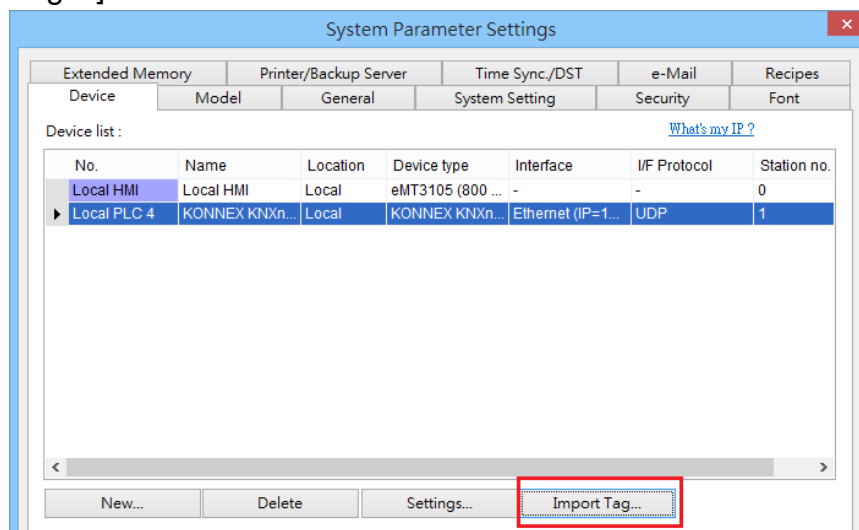 System Parameter Settings
Extended Memory Printer/Backup Server Time Sync./DST e-Mail Recipes
Device Model General System Setting Security Font
Device list : What's my IP ?
No. Name Location Device type Interface I/F Protocol Station no.
Local HMI Local HMI Local eMT3105 (800 ... - - 0
Local PLC 4 KONNEX KNXn... Local KONNEX KNXn... Ethernet (IP=1... UDP 1
New... Delete Settings... Import Tag...